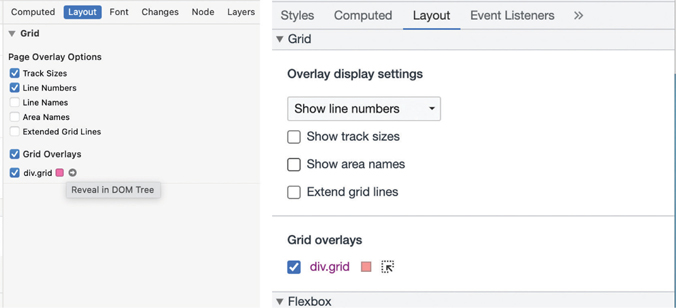 Computed Layout Font Changes Node Layers
Grid
Page Overlay Options
Track Sizes
Line Numbers
Line Names
Area Names
Extended Grid Lines
Grid Overlays
div.grid
Reveal in DOM Tree
Styles Computed Layout Event Listeners
Grid
Overlay display settings
Show line numbers
Show track sizes
Show area names
Extend grid lines
Grid overlays
div.grid
Flexbox